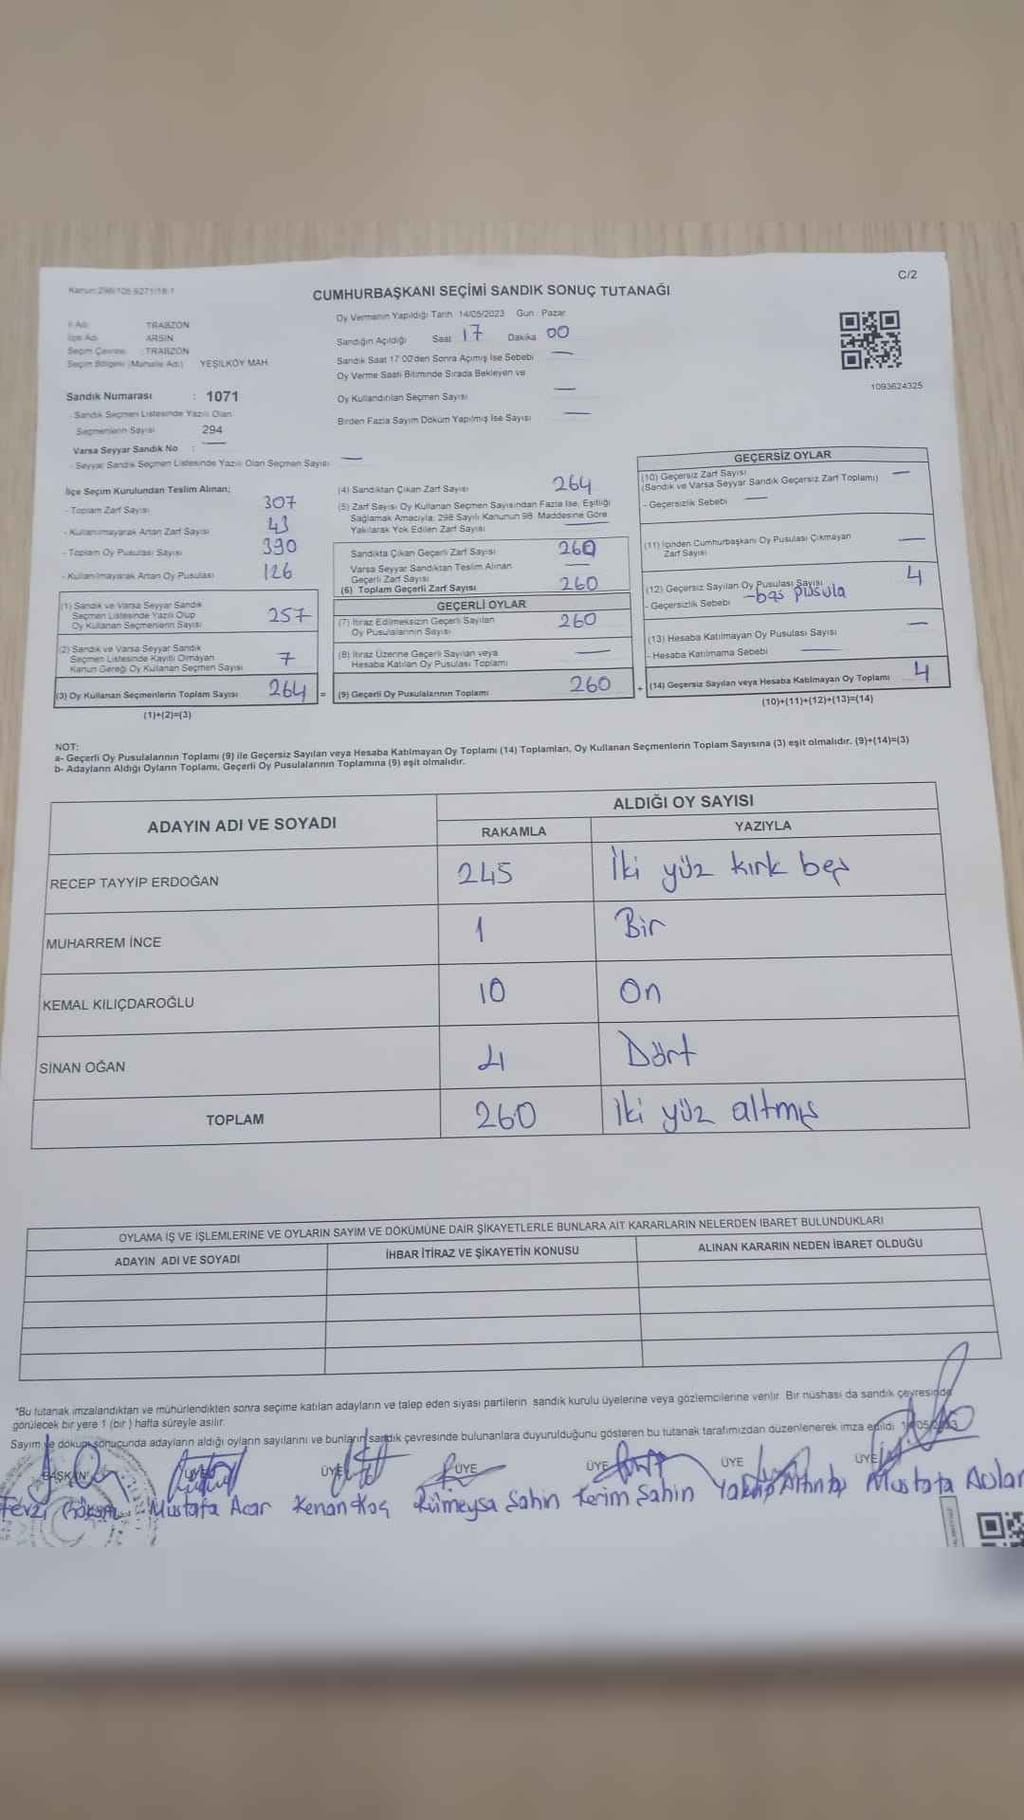 C/2
Kanun:298/105-6271/18-1
CUMHURBAŞKANI SEÇİMİ SANDIK SONUÇ TUTANAĞI
İl Adı TRABZON
İlçe Adı ARSİN
Seçim Çevresi : TRABZON
Seçim Bölgesi (Mahalle Adı) YEŞİLKÖY MAH.
Sandık Numarası : 1071
- Sandık Seçmen Listesinde Yazılı Olan
Seçmenlerin Sayısı 294
Varsa Seyyar Sandık No :
- Seyyar Sandık Seçmen Listesinde Yazılı Olan Seçmen Sayısı
Oy Vermenin Yapıldığı Tarih 14/05/2023 Gün : Pazar
Sandığın Açıldığı Saat 17 Dakika 00
Sandık Saat 17:00'den Sonra Açılmış İse Sebebi
Oy Verme Saati Bitiminde Sırada Bekleyen ve
Oy Kullandırılan Seçmen Sayısı
Birden Fazla Sayım Döküm Yapılmış İse Sayısı
1093624325
İlçe Seçim Kurulundan Teslim Alınan;
- Toplam Zarf Sayısı 307
- Kullanılmayarak Artan Zarf Sayısı 43
- Toplam Oy Pusulası Sayısı 390
- Kullanılmayarak Artan Oy Pusulası 126
(1) Sandık ve Varsa Seyyar Sandık
Seçmen Listesinde Yazılı Olup
Oy Kullanan Seçmenlerin Sayısı 257
(2) Sandık ve Varsa Seyyar Sandık
Seçmen Listesinde Kayıtlı Olmayan
Kanun Gereği Oy Kullanan Seçmen Sayısı 7
(3) Oy Kullanan Seçmenlerin Toplam Sayısı 264 =
(1)+(2)=(3)
(4) Sandıktan Çıkan Zarf Sayısı 264
(5) Zarf Sayısı Oy Kullanan Seçmen Sayısından Fazla İse, Eşitliği
Sağlamak Amacıyla, 298 Sayılı Kanunun 98. Maddesine Göre
Yakılarak Yok Edilen Zarf Sayısı
Sandıkta Çıkan Geçerli Zarf Sayısı 260
Varsa Seyyar Sandıktan Teslim Alınan
Geçerli Zarf Sayısı
(6) Toplam Geçerli Zarf Sayısı 260
GEÇERLİ OYLAR
(7) İtiraz Edilmeksizin Geçerli Sayılan
Oy Pusulalarının Sayısı 260
(8) İtiraz Üzerine Geçerli Sayılan veya
Hesaba Katılan Oy Pusulası Toplamı
(9) Geçerli Oy Pusulalarının Toplamı 260 +
GEÇERSİZ OYLAR
(10) Geçersiz Zarf Sayısı
(Sandık ve Varsa Seyyar Sandık Geçersiz Zarf Toplamı)
- Geçersizlik Sebebi
(11) İçinden Cumhurbaşkanı Oy Pusulası Çıkmayan
Zarf Sayısı
(12) Geçersiz Sayılan Oy Pusulası Sayısı 4
- Geçersizlik Sebebi -baş pusula
(13) Hesaba Katılmayan Oy Pusulası Sayısı
- Hesaba Katılmama Sebebi
(14) Geçersiz Sayılan veya Hesaba Katılmayan Oy Toplamı 4
(10)+(11)+(12)+(13)=(14)
NOT:
a- Geçerli Oy Pusulalarının Toplamı (9) ile Geçersiz Sayılan veya Hesaba Katılmayan Oy Toplamı (14) Toplamları, Oy Kullanan Seçmenlerin Toplam Sayısına (3) eşit olmalıdır. (9)+(14)=(3)
b- Adayların Aldığı Oyların Toplamı, Geçerli Oy Pusulalarının Toplamına (9) eşit olmalıdır.
ADAYIN ADI VE SOYADI
ALDIĞI OY SAYISI
RAKAMLA YAZIYLA
RECEP TAYYİP ERDOĞAN 245 İki yüz kırk beş
MUHARREM İNCE 1 Bir
KEMAL KILIÇDAROĞLU 10 On
SİNAN OĞAN 4 Dört
TOPLAM 260 İki yüz altmış
OYLAMA İŞ VE İŞLEMLERİNE VE OYLARIN SAYIM VE DÖKÜMÜNE DAİR ŞİKAYETLERLE BUNLARA AİT KARARLARIN NELERDEN İBARET BULUNDUKLARI
ADAYIN ADI VE SOYADI İHBAR İTİRAZ VE ŞİKAYETİN KONUSU ALINAN KARARIN NEDEN İBARET OLDUĞU
*Bu tutanak imzalandıktan ve mühürlendikten sonra seçime katılan adayların ve talep eden siyasi partilerin sandık kurulu üyelerine veya gözlemcilerine verilir. Bir nüshası da sandık çevresinde
görülecek bir yere 1 (bir ) hafta süreyle asılır.
Sayım ve döküm sonucunda adayların aldığı oyların sayılarını ve bunların sandık çevresinde bulunanlara duyurulduğunu gösteren bu tutanak tarafımızdan düzenlenerek imza edildi.
BAŞKAN ÜYE ÜYE ÜYE ÜYE ÜYE ÜYE
Fevzi Mustafa Acar Kenan Koç Rümeysa Şahin Kerim Şahin Mustafa